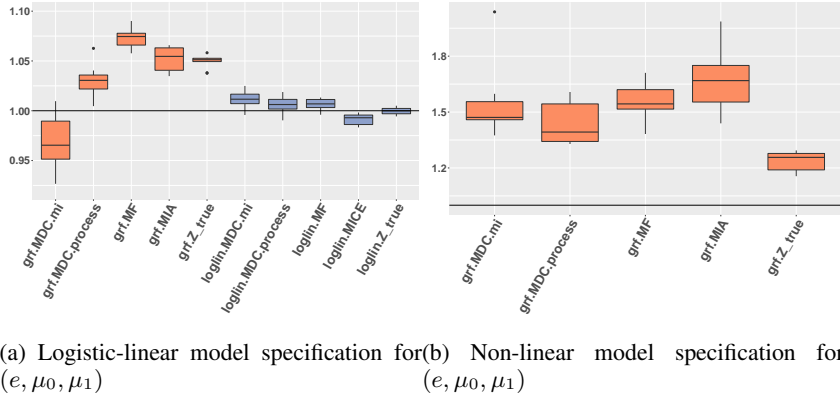 1.10
1.05
1.00
0.95
grf.MDC.mi
grf.MDC.process
grf.MF
grf.MIA
grf.Z_true
loglin.MDC.mi
loglin.MDC.process
loglin.MF
loglin.MICE
loglin.Z_true
(a) Logistic-linear model specification for
(e, μ₀, μ₁)
1.8
1.5
1.2
grf.MDC.mi
grf.MDC.process
grf.MF
grf.MIA
grf.Z_true
(b) Non-linear model specification for
(e, μ₀, μ₁)